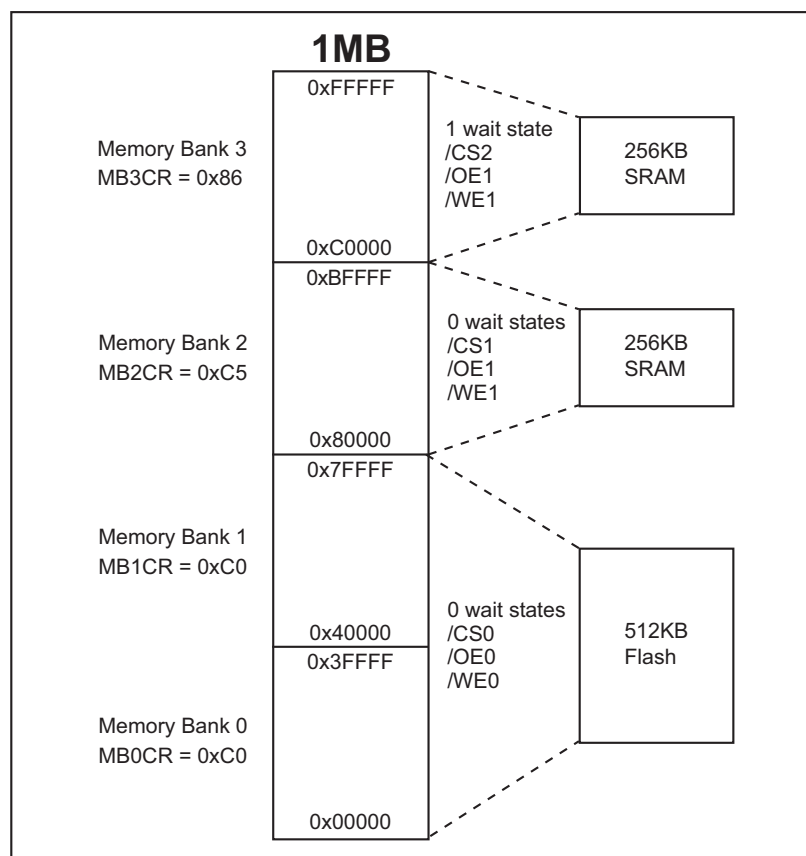 1MB
0xFFFFF
Memory Bank 3
MB3CR = 0x86
1 wait state
/CS2
/OE1
/WE1
256KB
SRAM
0xC0000
0xBFFFF
Memory Bank 2
MB2CR = 0xC5
0 wait states
/CS1
/OE1
/WE1
256KB
SRAM
0x80000
0x7FFFF
Memory Bank 1
MB1CR = 0xC0
0x40000
0x3FFFF
0 wait states
/CS0
/OE0
/WE0
512KB
Flash
Memory Bank 0
MB0CR = 0xC0
0x00000